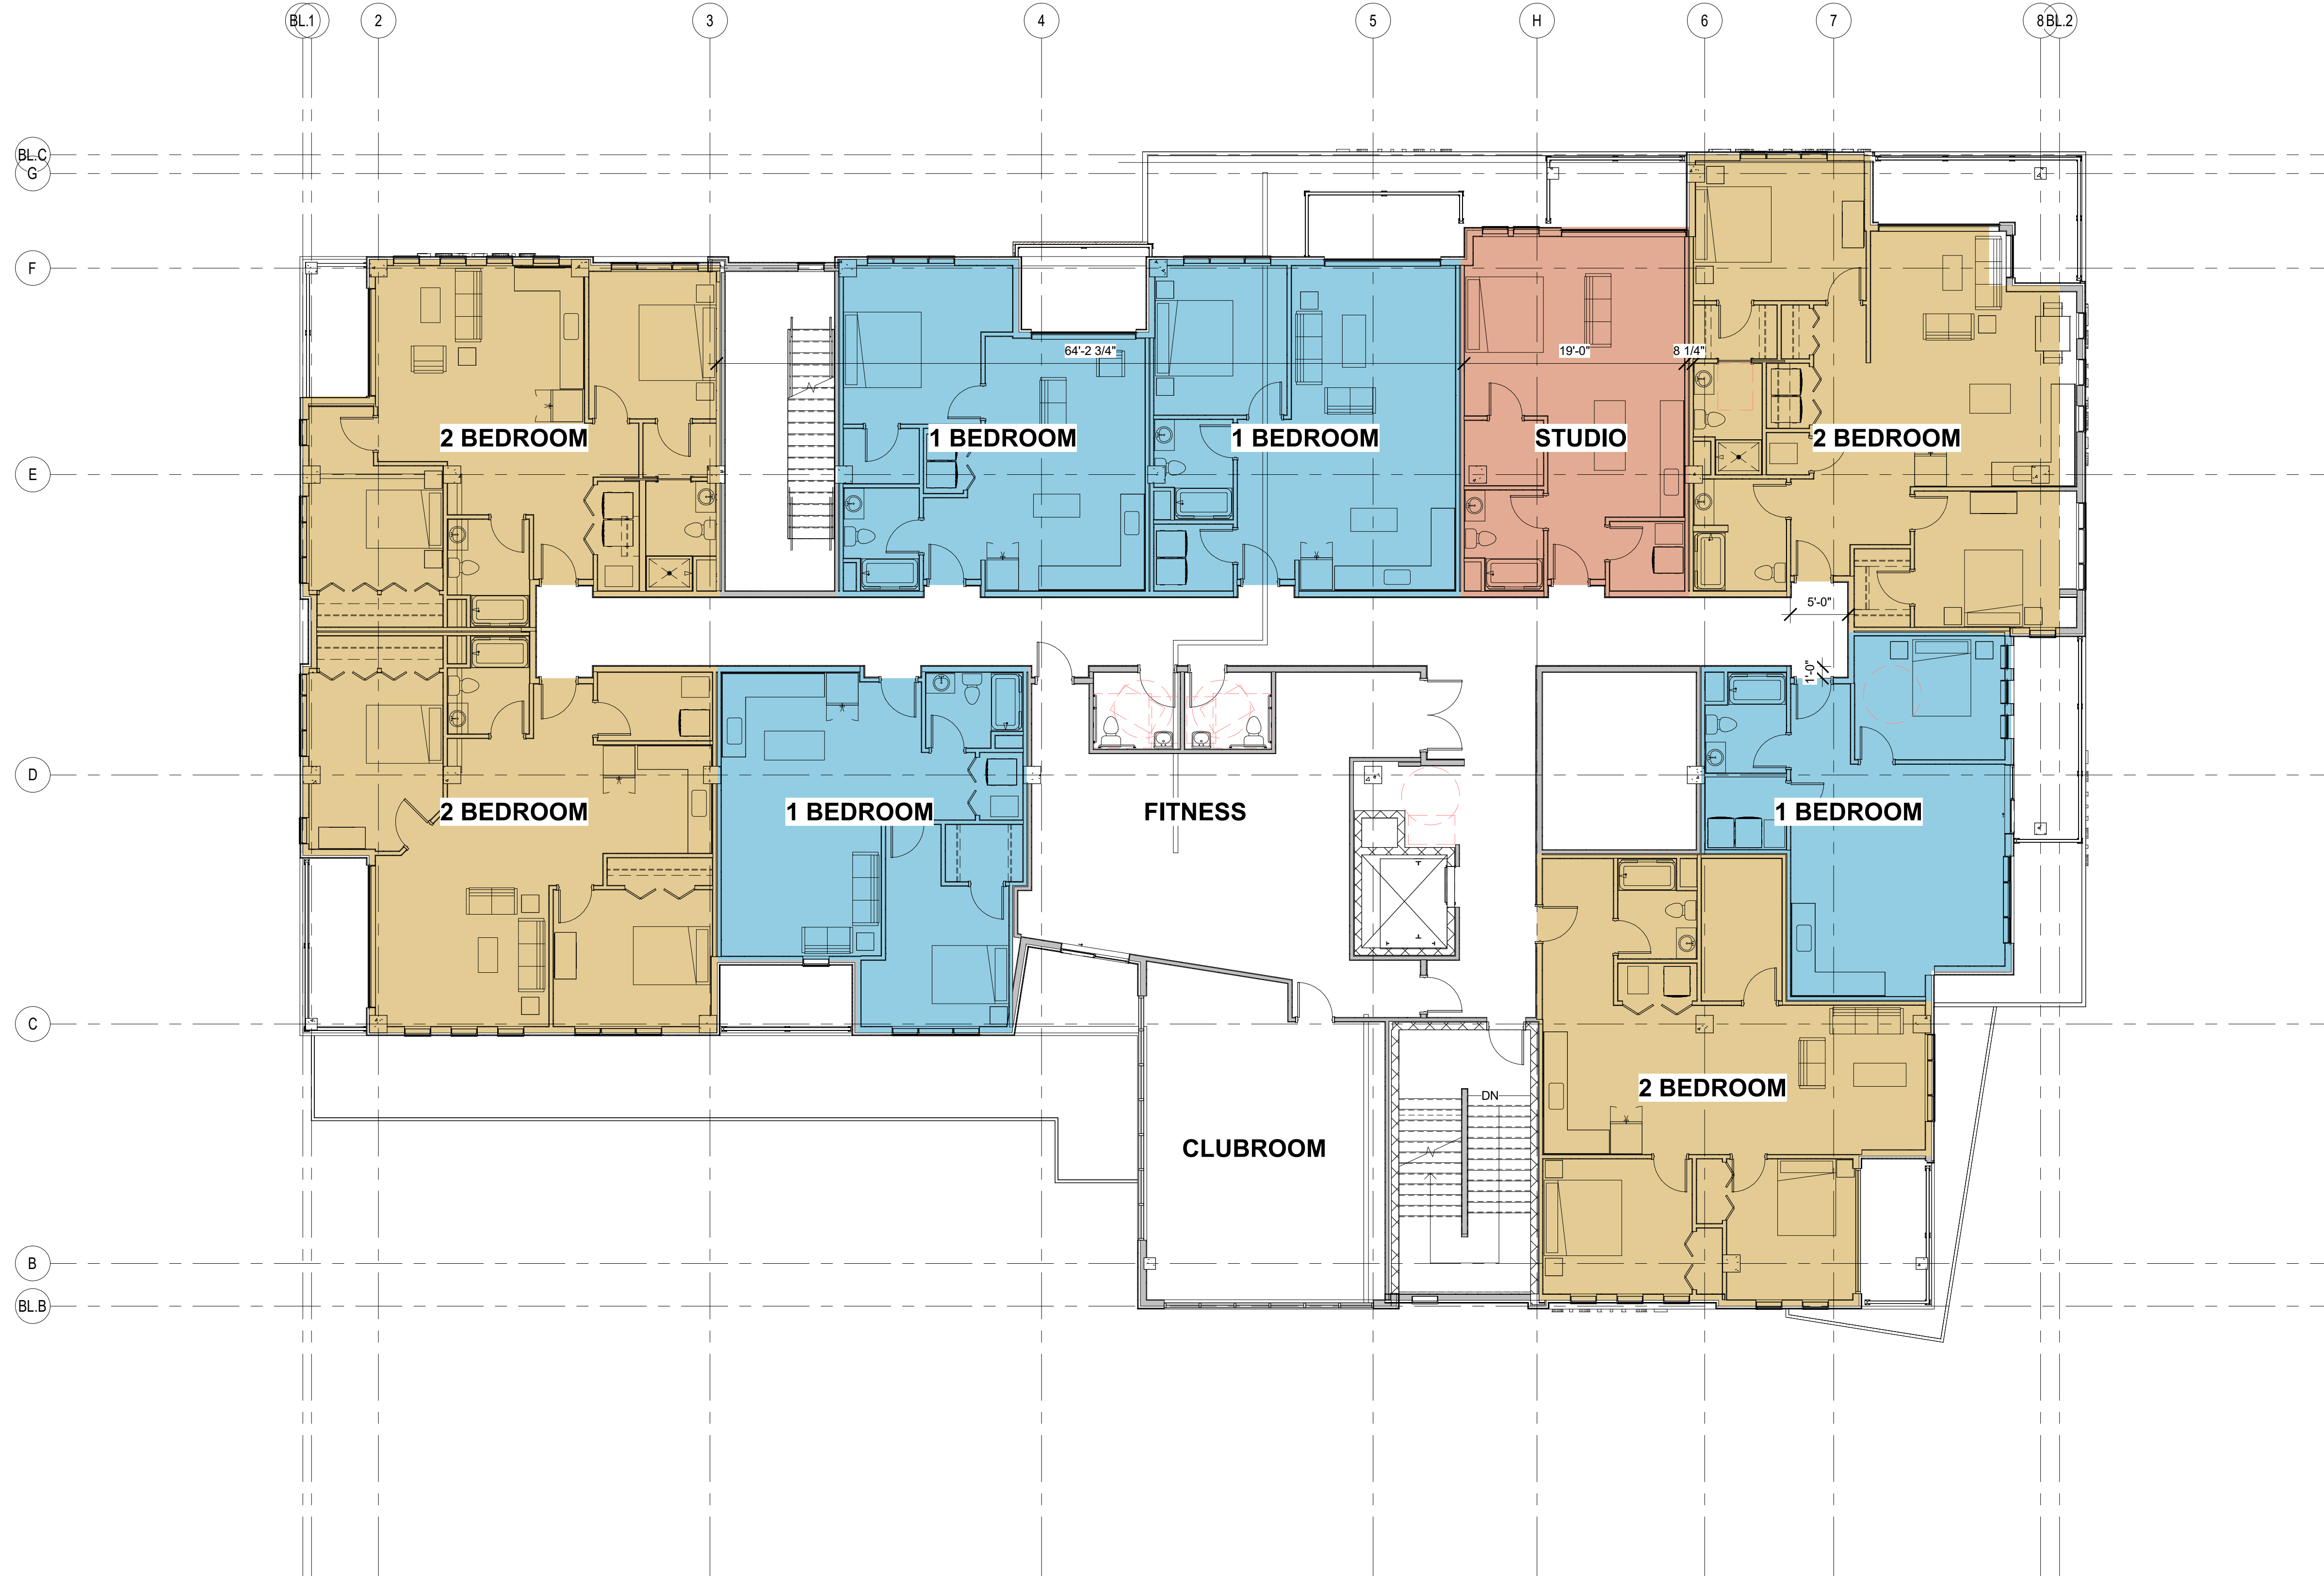 BL.1
2
3
4
5
H
6
7
8
BL.2
BL.C
G
F
64'-2 3/4"
19'-0"
8 1/4"
2 BEDROOM
1 BEDROOM
1 BEDROOM
STUDIO
2 BEDROOM
E
5'-0"
1'-0"
D
2 BEDROOM
1 BEDROOM
FITNESS
1 BEDROOM
C
2 BEDROOM
DN
CLUBROOM
B
BL.B